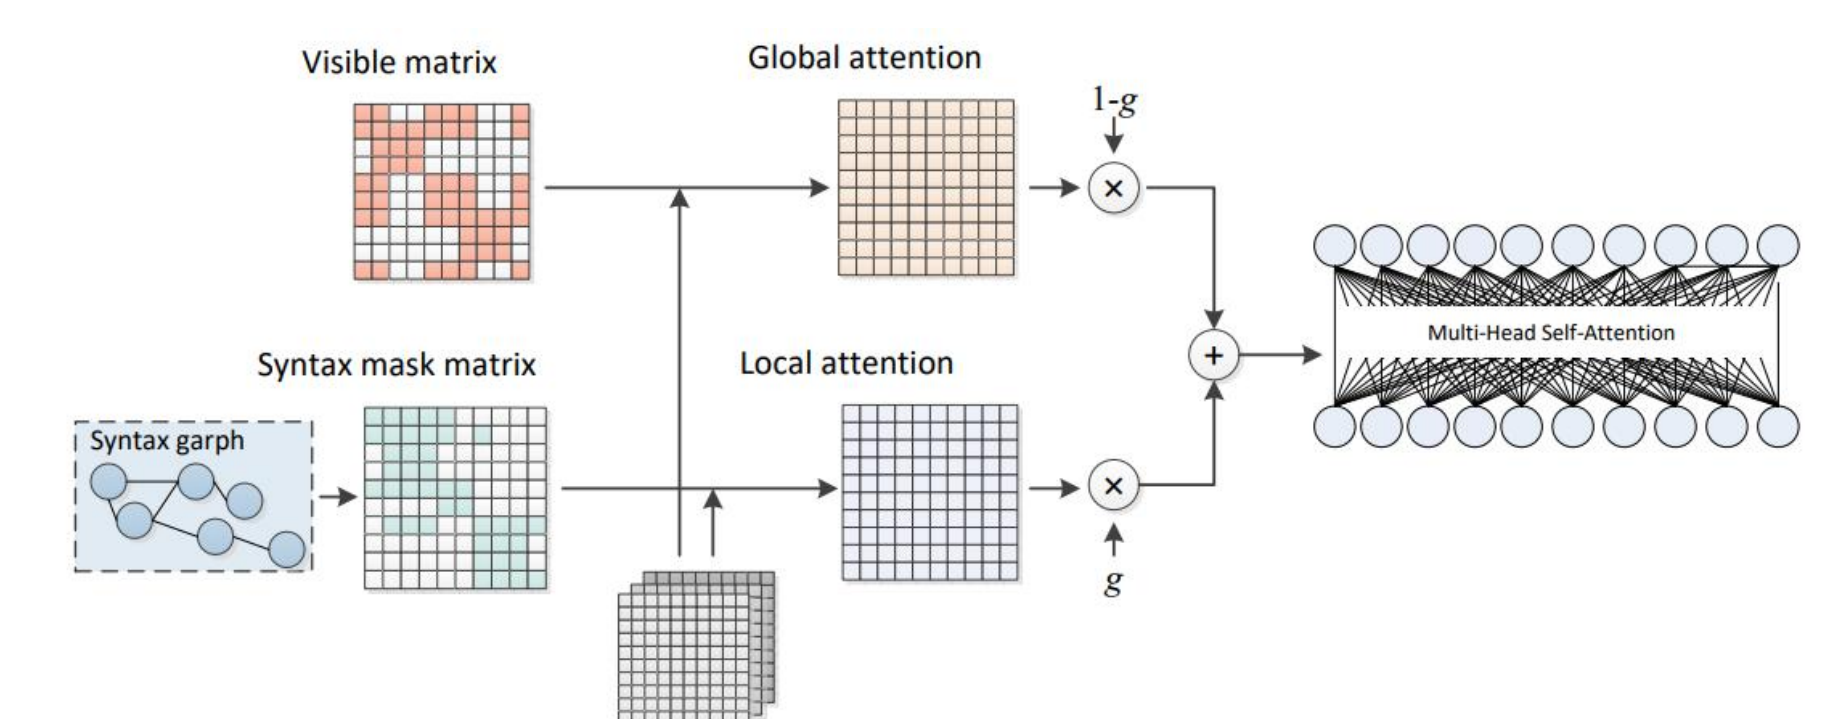 Visible matrix
Global attention
1-g
×
Multi-Head Self-Attention
+
Syntax mask matrix
Local attention
Syntax garph
×
g